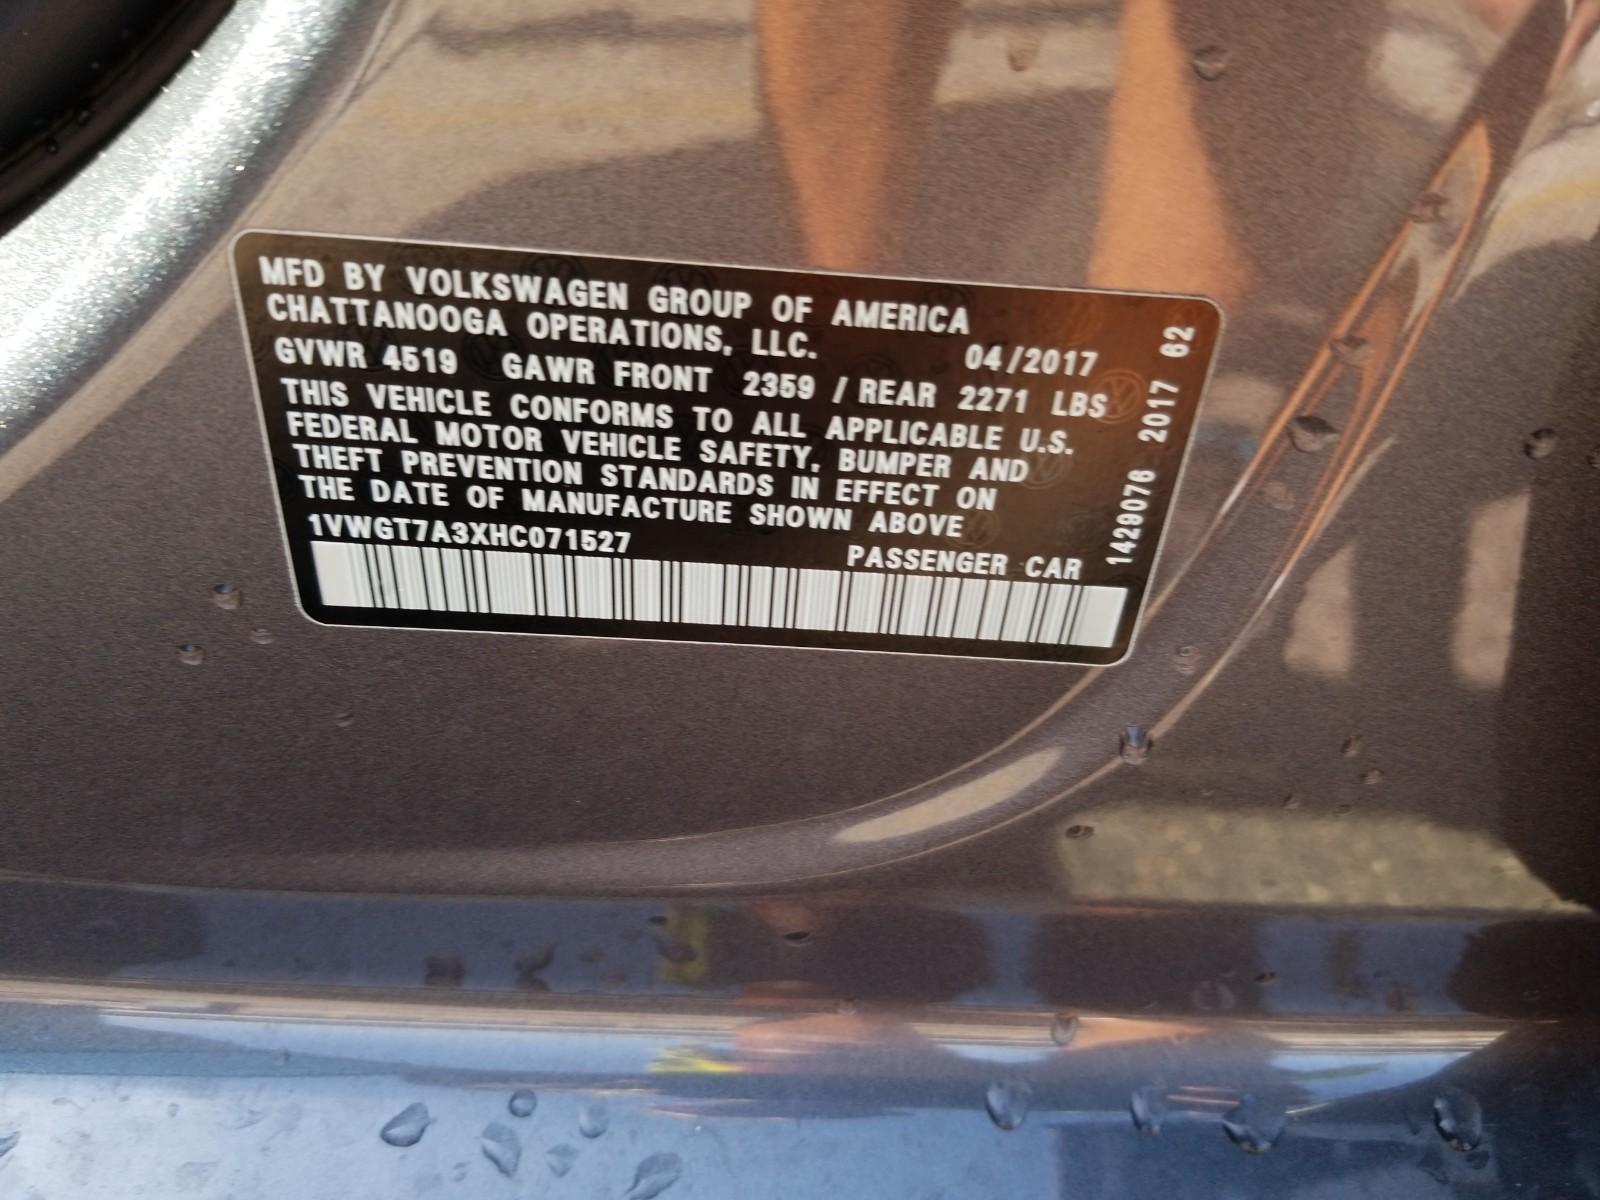 MFD BY VOLKSWAGEN GROUP OF AMERICA
CHATTANOOGA OPERATIONS, LLC.
04/2017
GVWR 4519 GAWR FRONT 2359 / REAR 2271 LBS
THIS VEHICLE CONFORMS TO ALL APPLICABLE U.S.
FEDERAL MOTOR VEHICLE SAFETY, BUMPER AND
THEFT PREVENTION STANDARDS IN EFFECT ON
THE DATE OF MANUFACTURE SHOWN ABOVE
1VWGT7A3XHC071527
PASSENGER CAR
1429076 2017 62